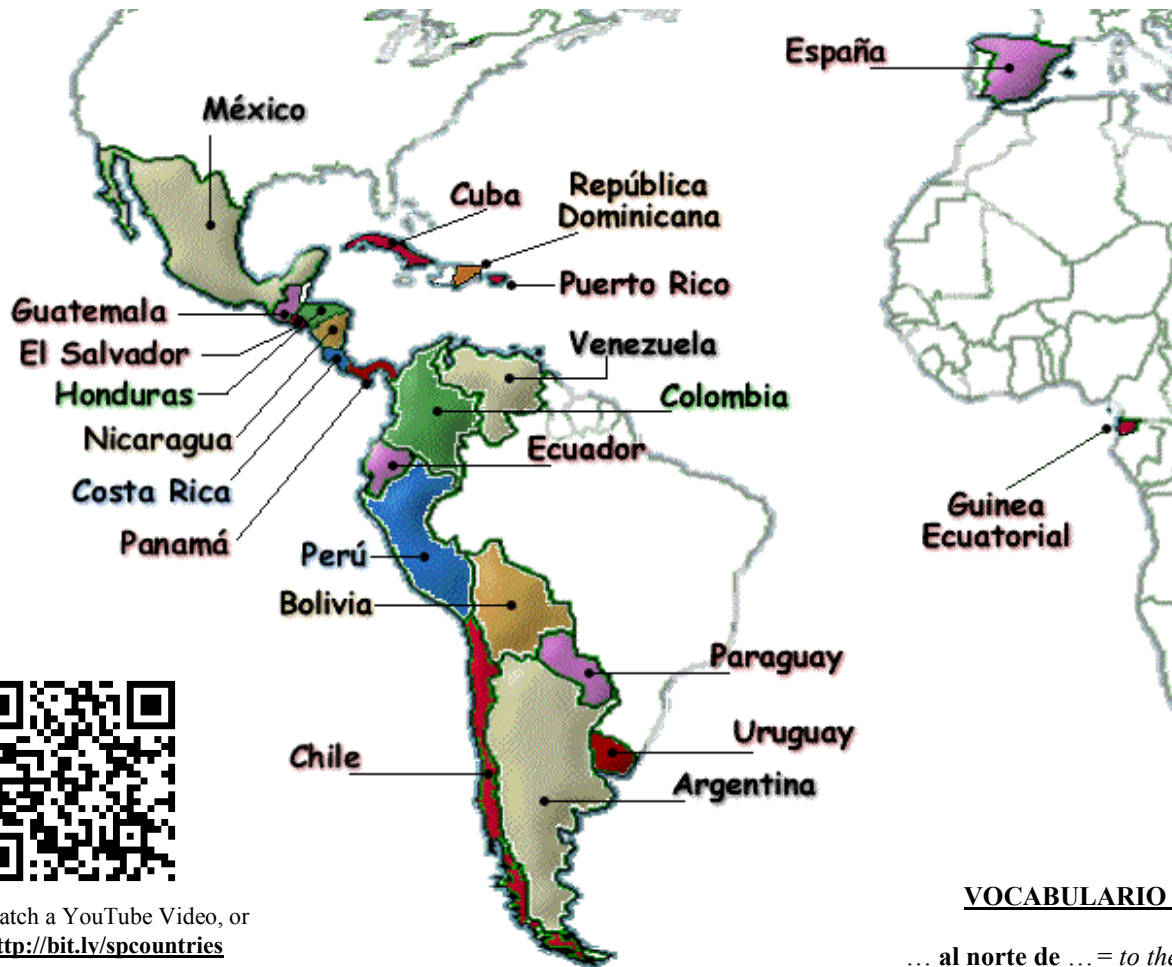 España
México
Cuba
República
Dominicana
Puerto Rico
Guatemala
El Salvador
Honduras
Nicaragua
Costa Rica
Panamá
Venezuela
Colombia
Ecuador
Guinea
Ecuatorial
Perú
Bolivia
Paraguay
Uruguay
Chile
Argentina
atch a YouTube Video, or
ttp://bit.ly/spcountries
VOCABULARIO
… al norte de … = to the